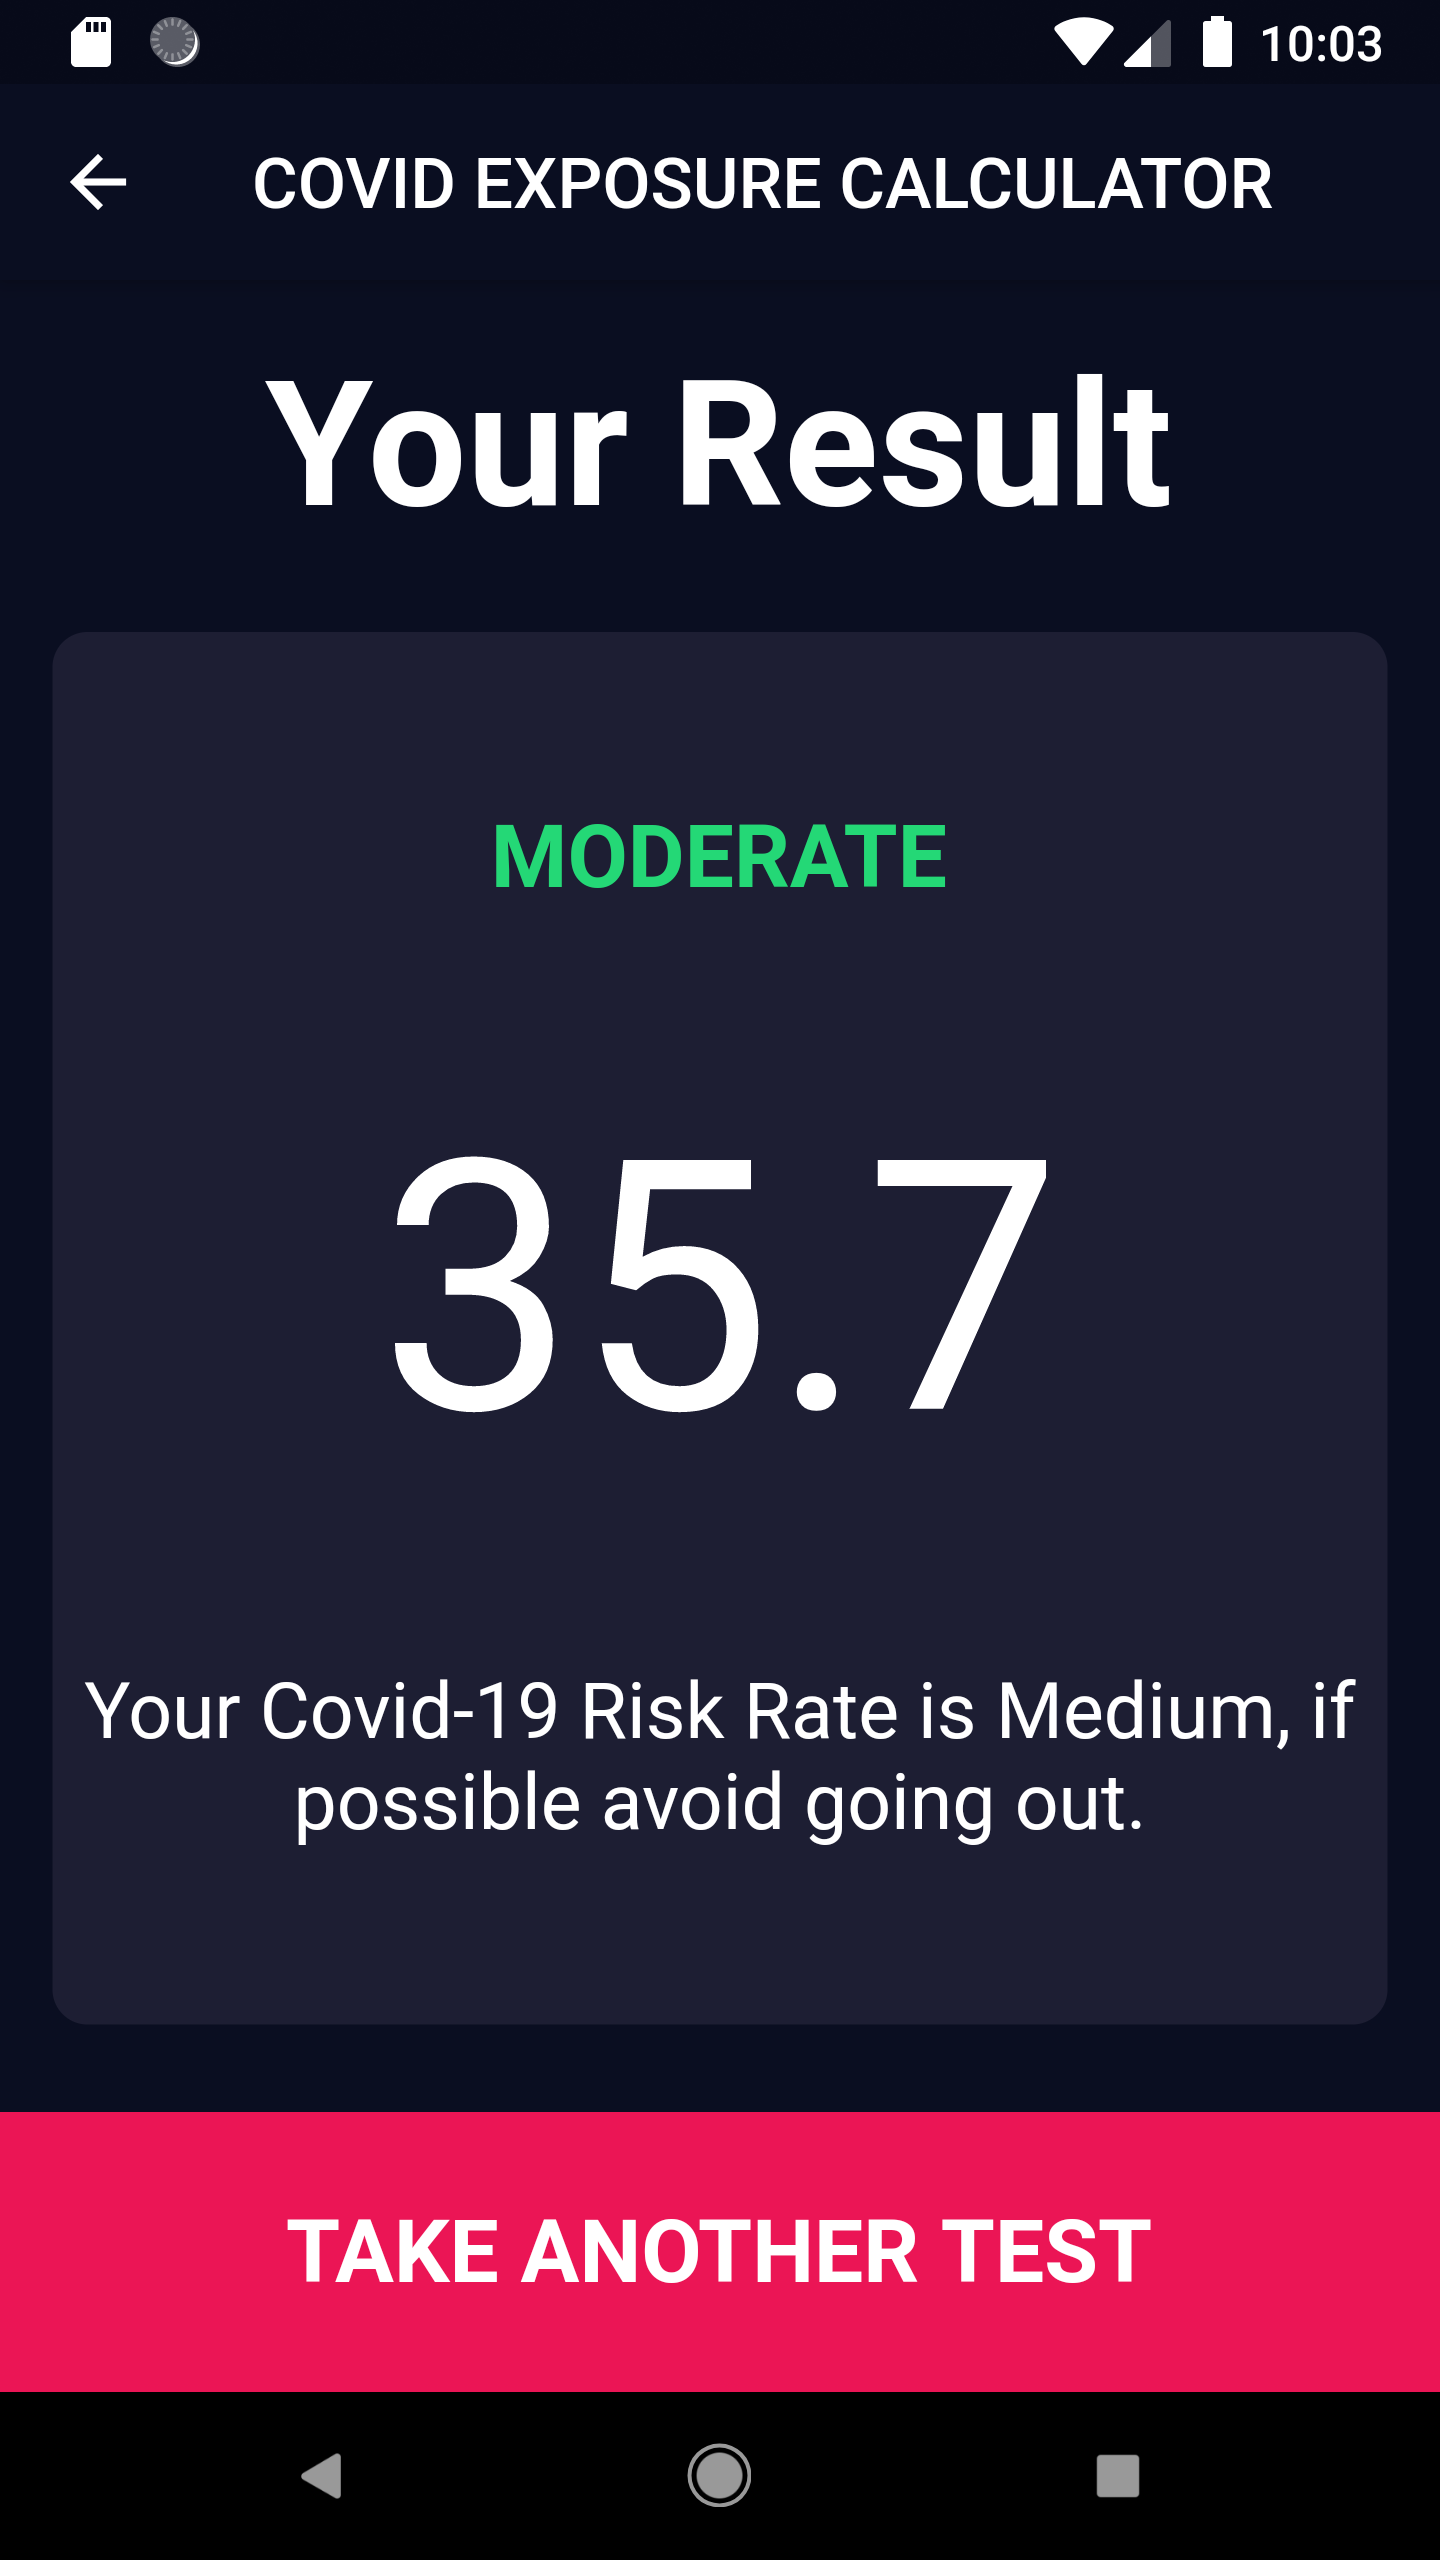 10:03
COVID EXPOSURE CALCULATOR
Your Result
MODERATE
35.7
Your Covid-19 Risk Rate is Medium, if
possible avoid going out.
TAKE ANOTHER TEST